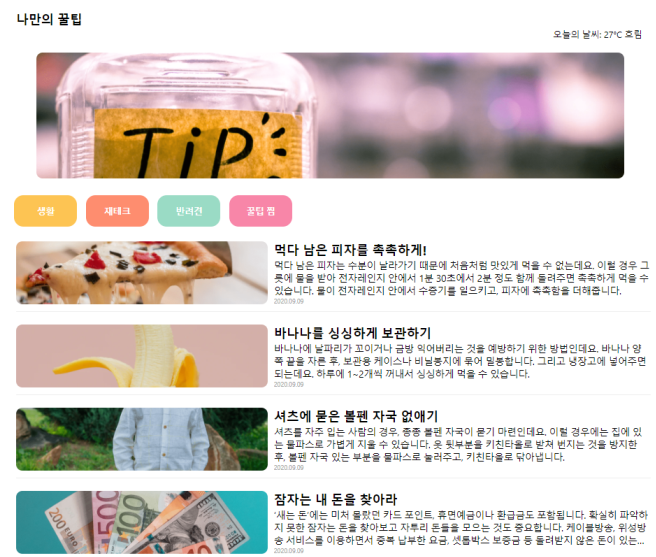 나만의 꿀팁
오늘의 날씨: 27°C 흐림
TiP
생활
재테크
반려견
꿀팁 찜
먹다 남은 피자를 촉촉하게!
먹다 남은 피자는 수분이 날라가기 때문에 처음처럼 맛있게 먹을 수 없는데요. 이럴 경우 그
릇에 물을 받아 전자레인지 안에서 1분 30초에서 2분 정도 함께 돌려주면 촉촉하게 먹을 수
있습니다. 물이 전자레인지 안에서 수증기를 일으키고, 피자에 촉촉함을 더해줍니다.
2020.09.09
바나나를 싱싱하게 보관하기
바나나에 날파리가 꼬이거나 금방 익어버리는 것을 예방하기 위한 방법인데요. 바나나 양
쪽 끝을 자른 후, 보관용 케이스나 비닐봉지에 묶어 밀봉합니다. 그리고 냉장고에 넣어주면
되는데요. 하루에 1~2개씩 꺼내서 싱싱하게 먹을 수 있습니다.
2020.09.09
셔츠에 묻은 볼펜 자국 없애기
셔츠를 자주 입는 사람의 경우, 종종 볼펜 자국이 묻기 마련인데요. 이럴 경우에는 집에 있
는 물파스로 가볍게 지울 수 있습니다. 옷 뒷부분을 키친타올로 받쳐 번지는 것을 방지한
후, 볼펜 자국 있는 부분을 물파스로 눌러주고, 키친타올로 닦아냅니다.
2020.09.09
잠자는 내 돈을 찾아라
'새는 돈'에는 미처 몰랐던 카드 포인트, 휴면예금이나 환급금도 포함됩니다. 확실히 파악하
지 못한 잠자는 돈을 찾아보고 자투리 돈들을 모으는 것도 중요합니다. 케이블방송, 위성방
송 서비스를 이용하면서 중복 납부한 요금, 셋톱박스 보증금 등 돌려받지 않은 돈이 있는...
2020.09.09